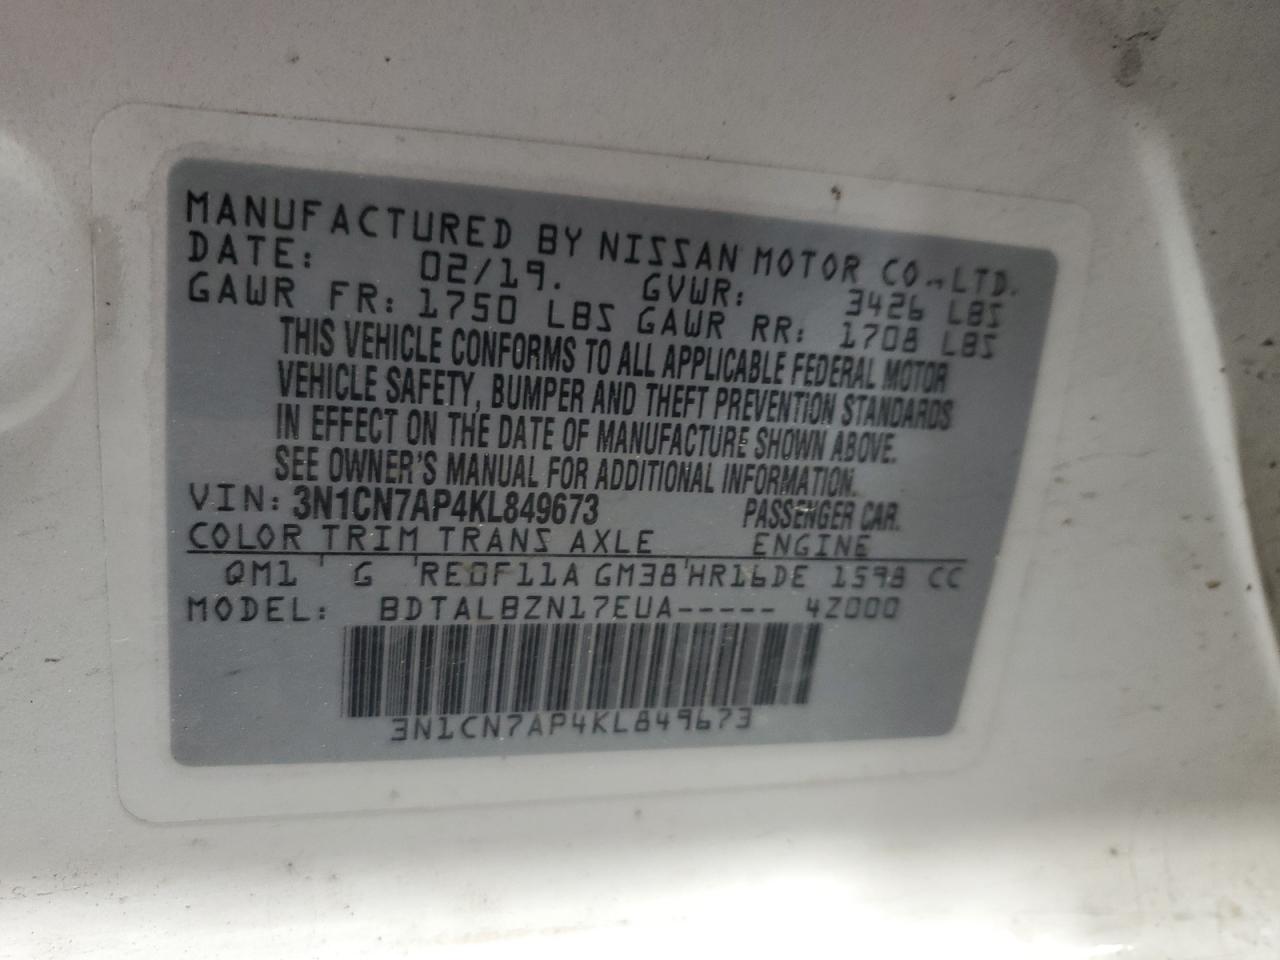 MANUFACTURED BY NISSAN MOTOR CO., LTD.
DATE: 02/19. GVWR: 3426 LBS
GAWR FR: 1750 LBS GAWR RR: 1708 LBS
THIS VEHICLE CONFORMS TO ALL APPLICABLE FEDERAL MOTOR
VEHICLE SAFETY, BUMPER AND THEFT PREVENTION STANDARDS
IN EFFECT ON THE DATE OF MANUFACTURE SHOWN ABOVE.
SEE OWNER'S MANUAL FOR ADDITIONAL INFORMATION.
VIN: 3N1CN7AP4KL849673 PASSENGER CAR.
COLOR TRIM TRANS AXLE ENGINE
QM1 ' G 'RE0F11A GM38'HR16DE 1598 CC
MODEL: BDTALBZN17EUA----- 4Z000
3N1CN7AP4KL849673